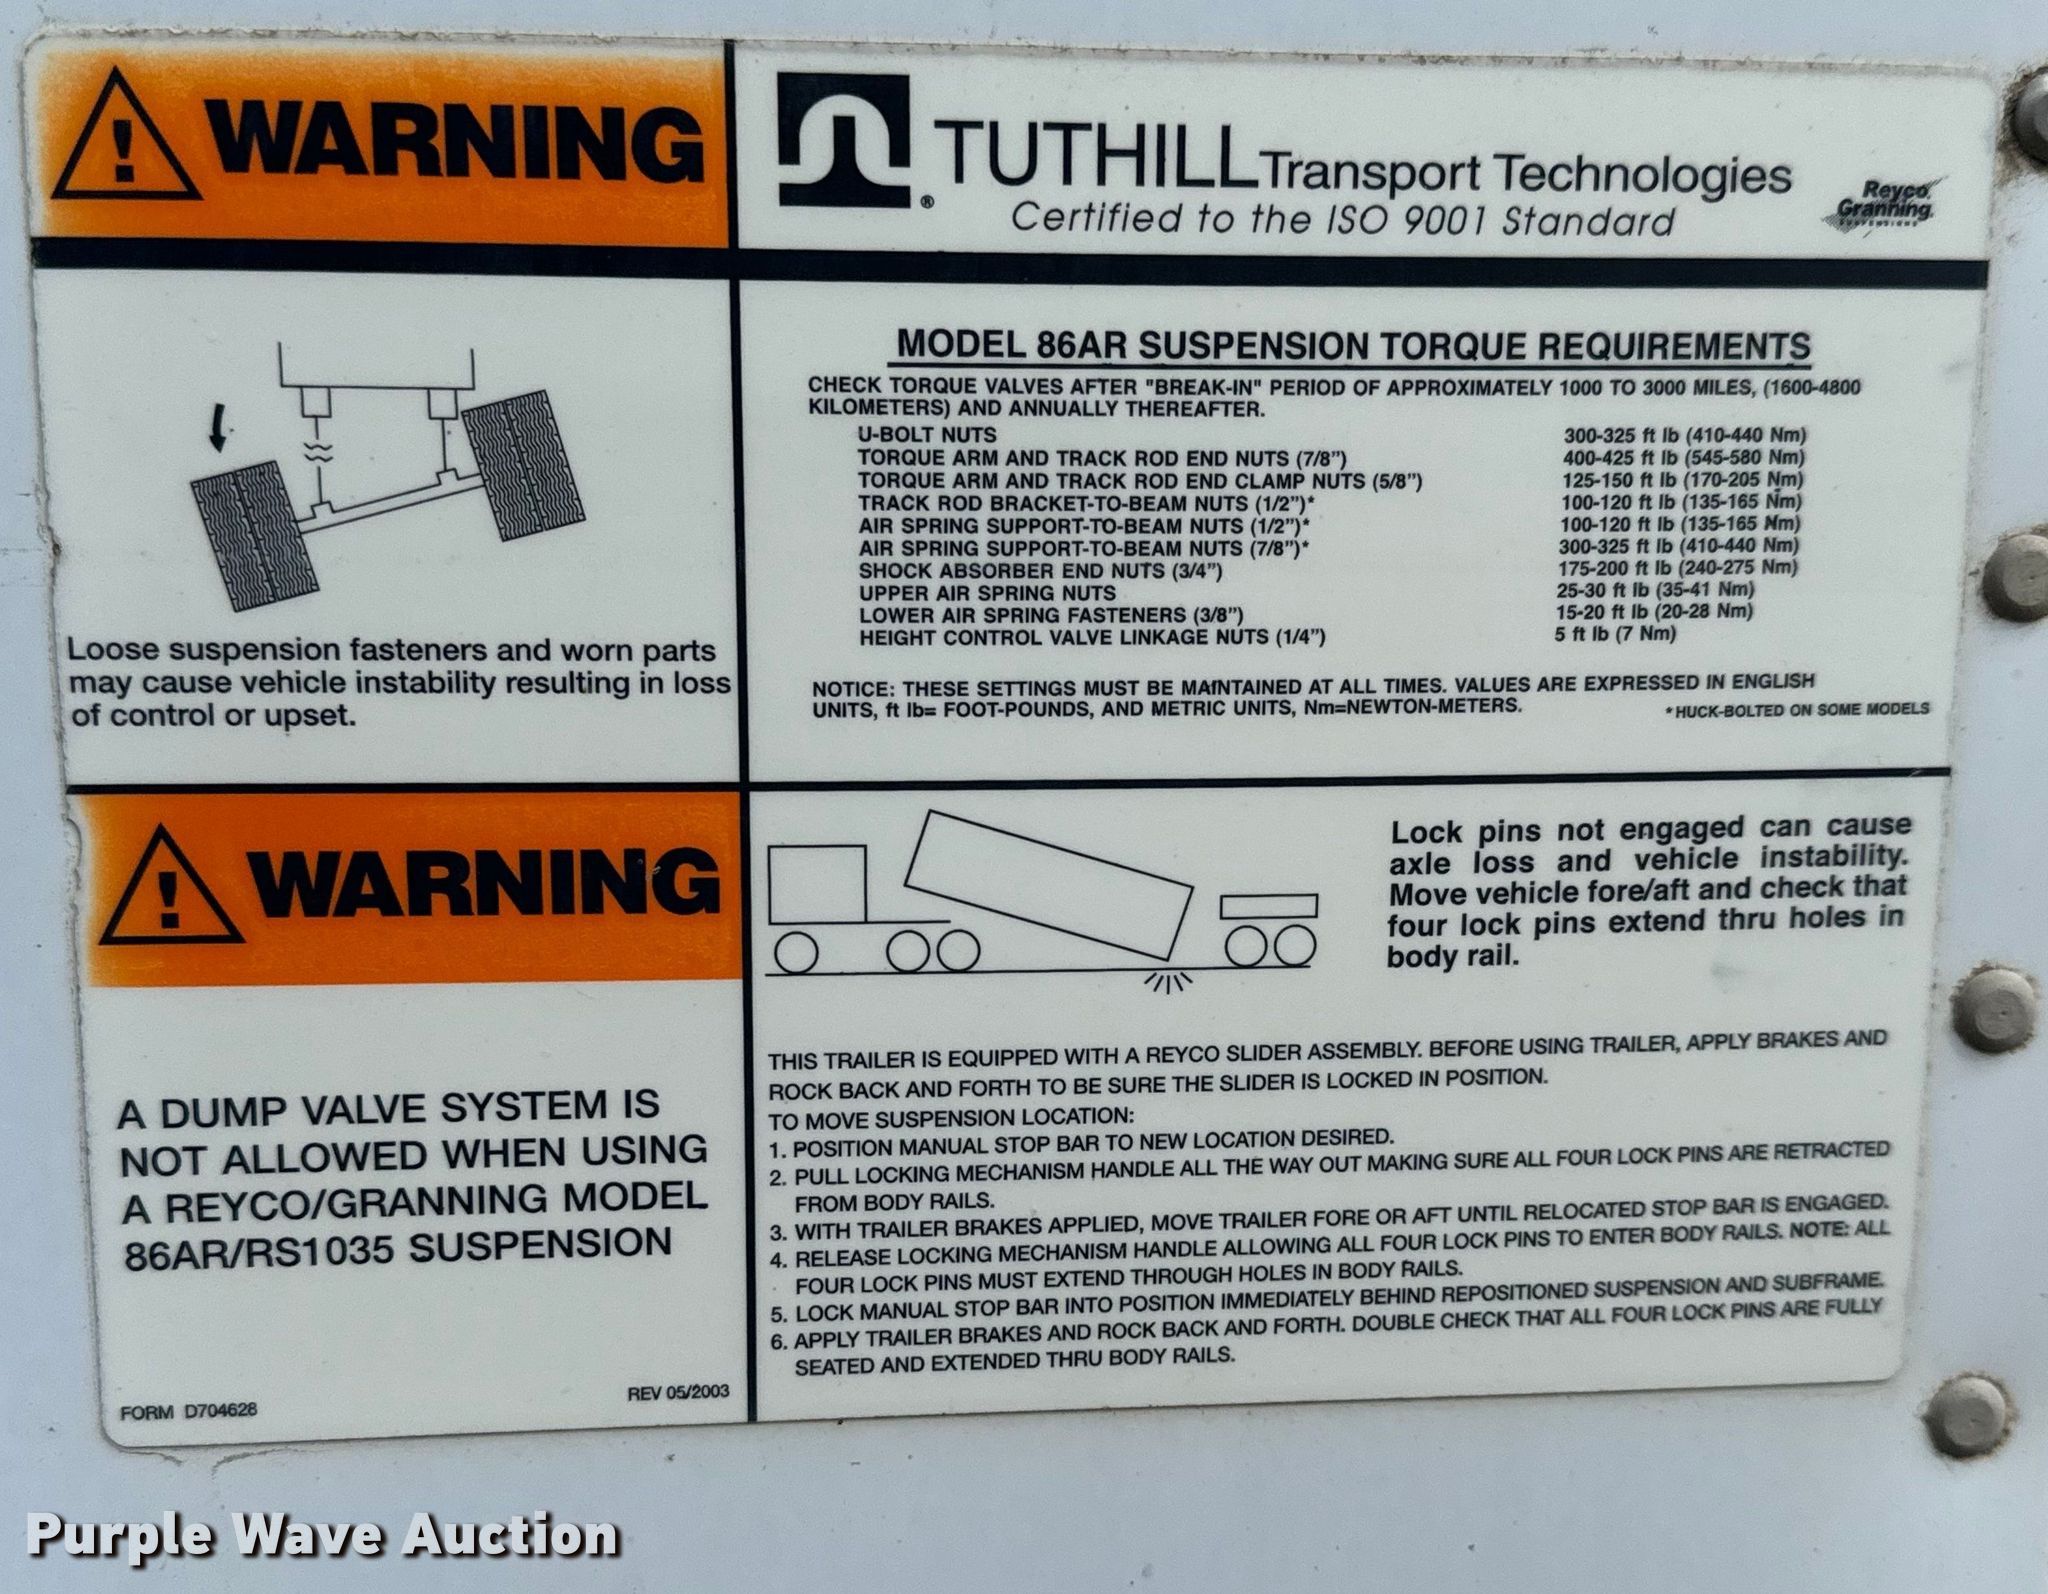 WARNING
TUTHILL Transport Technologies
®
Certified to the ISO 9001 Standard
Reyco
Granning
SUSPENSIONS
Loose suspension fasteners and worn parts
may cause vehicle instability resulting in loss
of control or upset.
MODEL 86AR SUSPENSION TORQUE REQUIREMENTS
CHECK TORQUE VALVES AFTER "BREAK-IN" PERIOD OF APPROXIMATELY 1000 TO 3000 MILES, (1600-4800
KILOMETERS) AND ANNUALLY THEREAFTER.
U-BOLT NUTS 300-325 ft lb (410-440 Nm)
TORQUE ARM AND TRACK ROD END NUTS (7/8") 400-425 ft lb (545-580 Nm)
TORQUE ARM AND TRACK ROD END CLAMP NUTS (5/8") 125-150 ft lb (170-205 Nm)
TRACK ROD BRACKET-TO-BEAM NUTS (1/2")* 100-120 ft lb (135-165 Nm)
AIR SPRING SUPPORT-TO-BEAM NUTS (1/2")* 100-120 ft lb (135-165 Nm)
AIR SPRING SUPPORT-TO-BEAM NUTS (7/8")* 300-325 ft lb (410-440 Nm)
SHOCK ABSORBER END NUTS (3/4") 175-200 ft lb (240-275 Nm)
UPPER AIR SPRING NUTS 25-30 ft lb (35-41 Nm)
LOWER AIR SPRING FASTENERS (3/8") 15-20 ft lb (20-28 Nm)
HEIGHT CONTROL VALVE LINKAGE NUTS (1/4") 5 ft lb (7 Nm)
NOTICE: THESE SETTINGS MUST BE MAINTAINED AT ALL TIMES. VALUES ARE EXPRESSED IN ENGLISH
UNITS, ft lb= FOOT-POUNDS, AND METRIC UNITS, Nm=NEWTON-METERS. *HUCK-BOLTED ON SOME MODELS
WARNING
A DUMP VALVE SYSTEM IS
NOT ALLOWED WHEN USING
A REYCO/GRANNING MODEL
86AR/RS1035 SUSPENSION
FORM D704628 REV 05/2003
Lock pins not engaged can cause
axle loss and vehicle instability.
Move vehicle fore/aft and check that
four lock pins extend thru holes in
body rail.
THIS TRAILER IS EQUIPPED WITH A REYCO SLIDER ASSEMBLY. BEFORE USING TRAILER, APPLY BRAKES AND
ROCK BACK AND FORTH TO BE SURE THE SLIDER IS LOCKED IN POSITION.
TO MOVE SUSPENSION LOCATION:
1. POSITION MANUAL STOP BAR TO NEW LOCATION DESIRED.
2. PULL LOCKING MECHANISM HANDLE ALL THE WAY OUT MAKING SURE ALL FOUR LOCK PINS ARE RETRACTED
FROM BODY RAILS.
3. WITH TRAILER BRAKES APPLIED, MOVE TRAILER FORE OR AFT UNTIL RELOCATED STOP BAR IS ENGAGED.
4. RELEASE LOCKING MECHANISM HANDLE ALLOWING ALL FOUR LOCK PINS TO ENTER BODY RAILS. NOTE: ALL
FOUR LOCK PINS MUST EXTEND THROUGH HOLES IN BODY RAILS.
5. LOCK MANUAL STOP BAR INTO POSITION IMMEDIATELY BEHIND REPOSITIONED SUSPENSION AND SUBFRAME.
6. APPLY TRAILER BRAKES AND ROCK BACK AND FORTH. DOUBLE CHECK THAT ALL FOUR LOCK PINS ARE FULLY
SEATED AND EXTENDED THRU BODY RAILS.
Purple Wave Auction